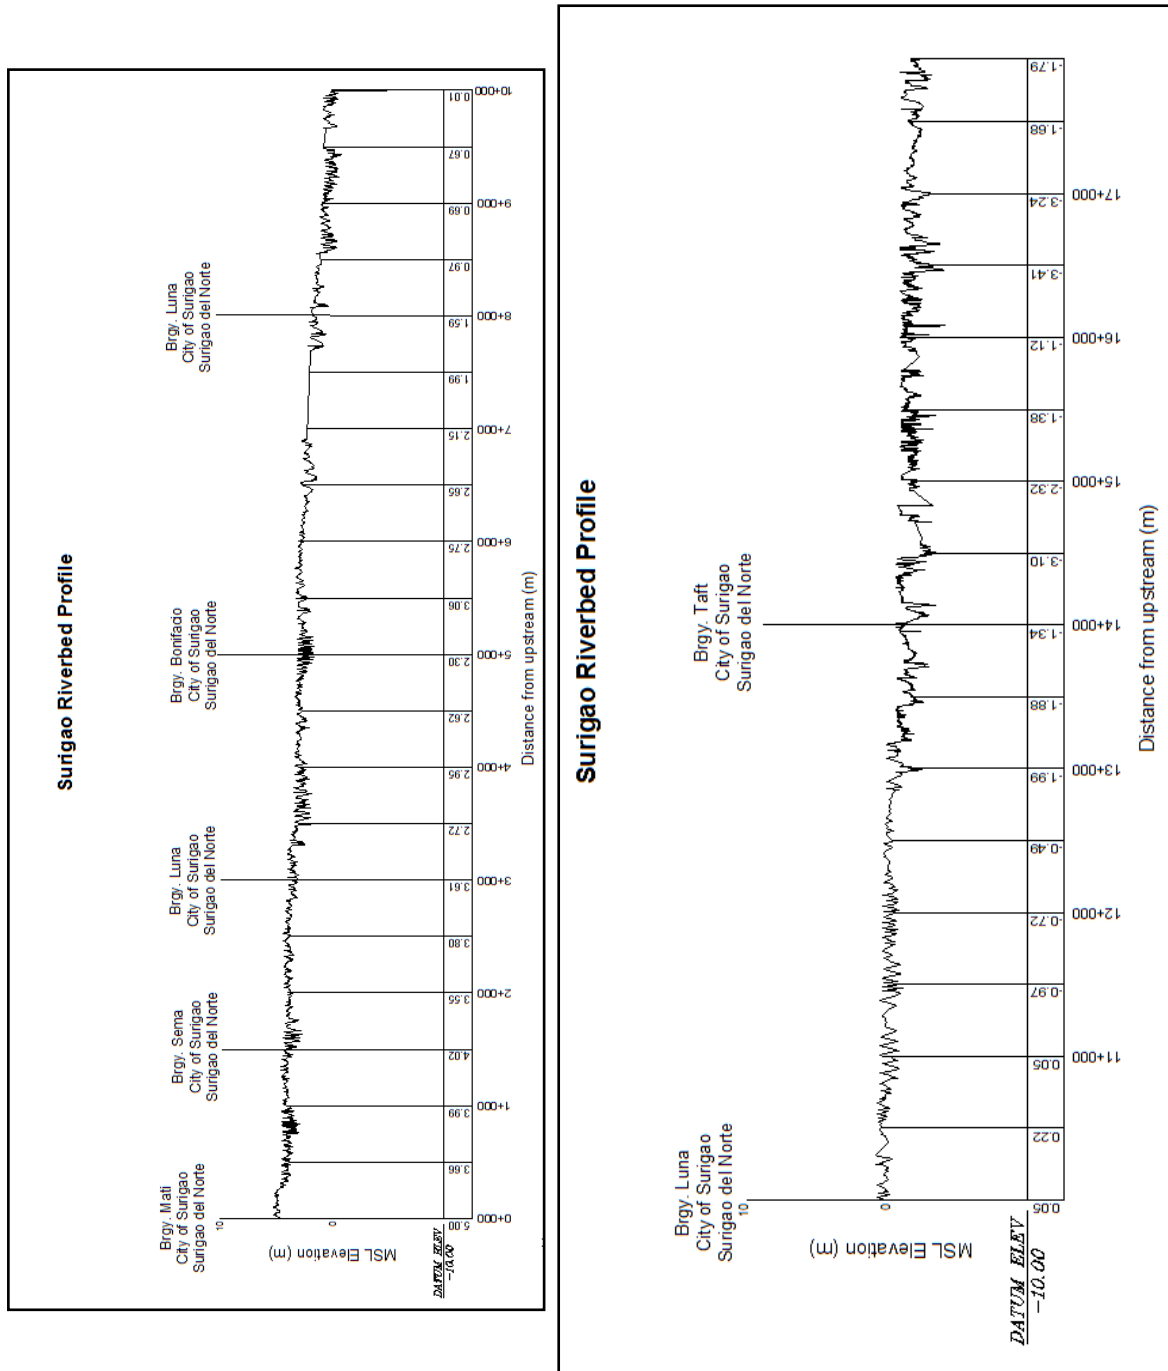 Surigao Riverbed Profile
Brgy. Mati
City of Surigao
Surigao del Norte
Brgy. Serna
City of Surigao
Surigao del Norte
Brgy. Luna
City of Surigao
Surigao del Norte
Brgy. Bonifacio
City of Surigao
Surigao del Norte
Brgy. Luna
City of Surigao
Surigao del Norte
10
0
MSL Elevation (m)
DATUM ELEV
-10.00
5.00
3.66
3.99
4.02
3.55
3.80
3.61
2.72
2.95
2.62
2.30
3.06
2.75
2.65
2.15
1.99
1.59
0.97
0.69
0.67
0.01
0+000
1+000
2+000
3+000
4+000
5+000
6+000
7+000
8+000
9+000
10+000
Distance from upstream (m)
Surigao Riverbed Profile
Brgy. Luna
City of Surigao
Surigao del Norte
Brgy. Taft
City of Surigao
Surigao del Norte
10
0
MSL Elevation (m)
DATUM ELEV
-10.00
0.05
0.22
0.05
-0.97
-0.72
-0.49
-1.99
-1.88
-1.34
-3.10
-2.32
-1.38
-1.12
-3.41
-3.24
-1.68
-1.79
11+000
12+000
13+000
14+000
15+000
16+000
17+000
Distance from upstream (m)